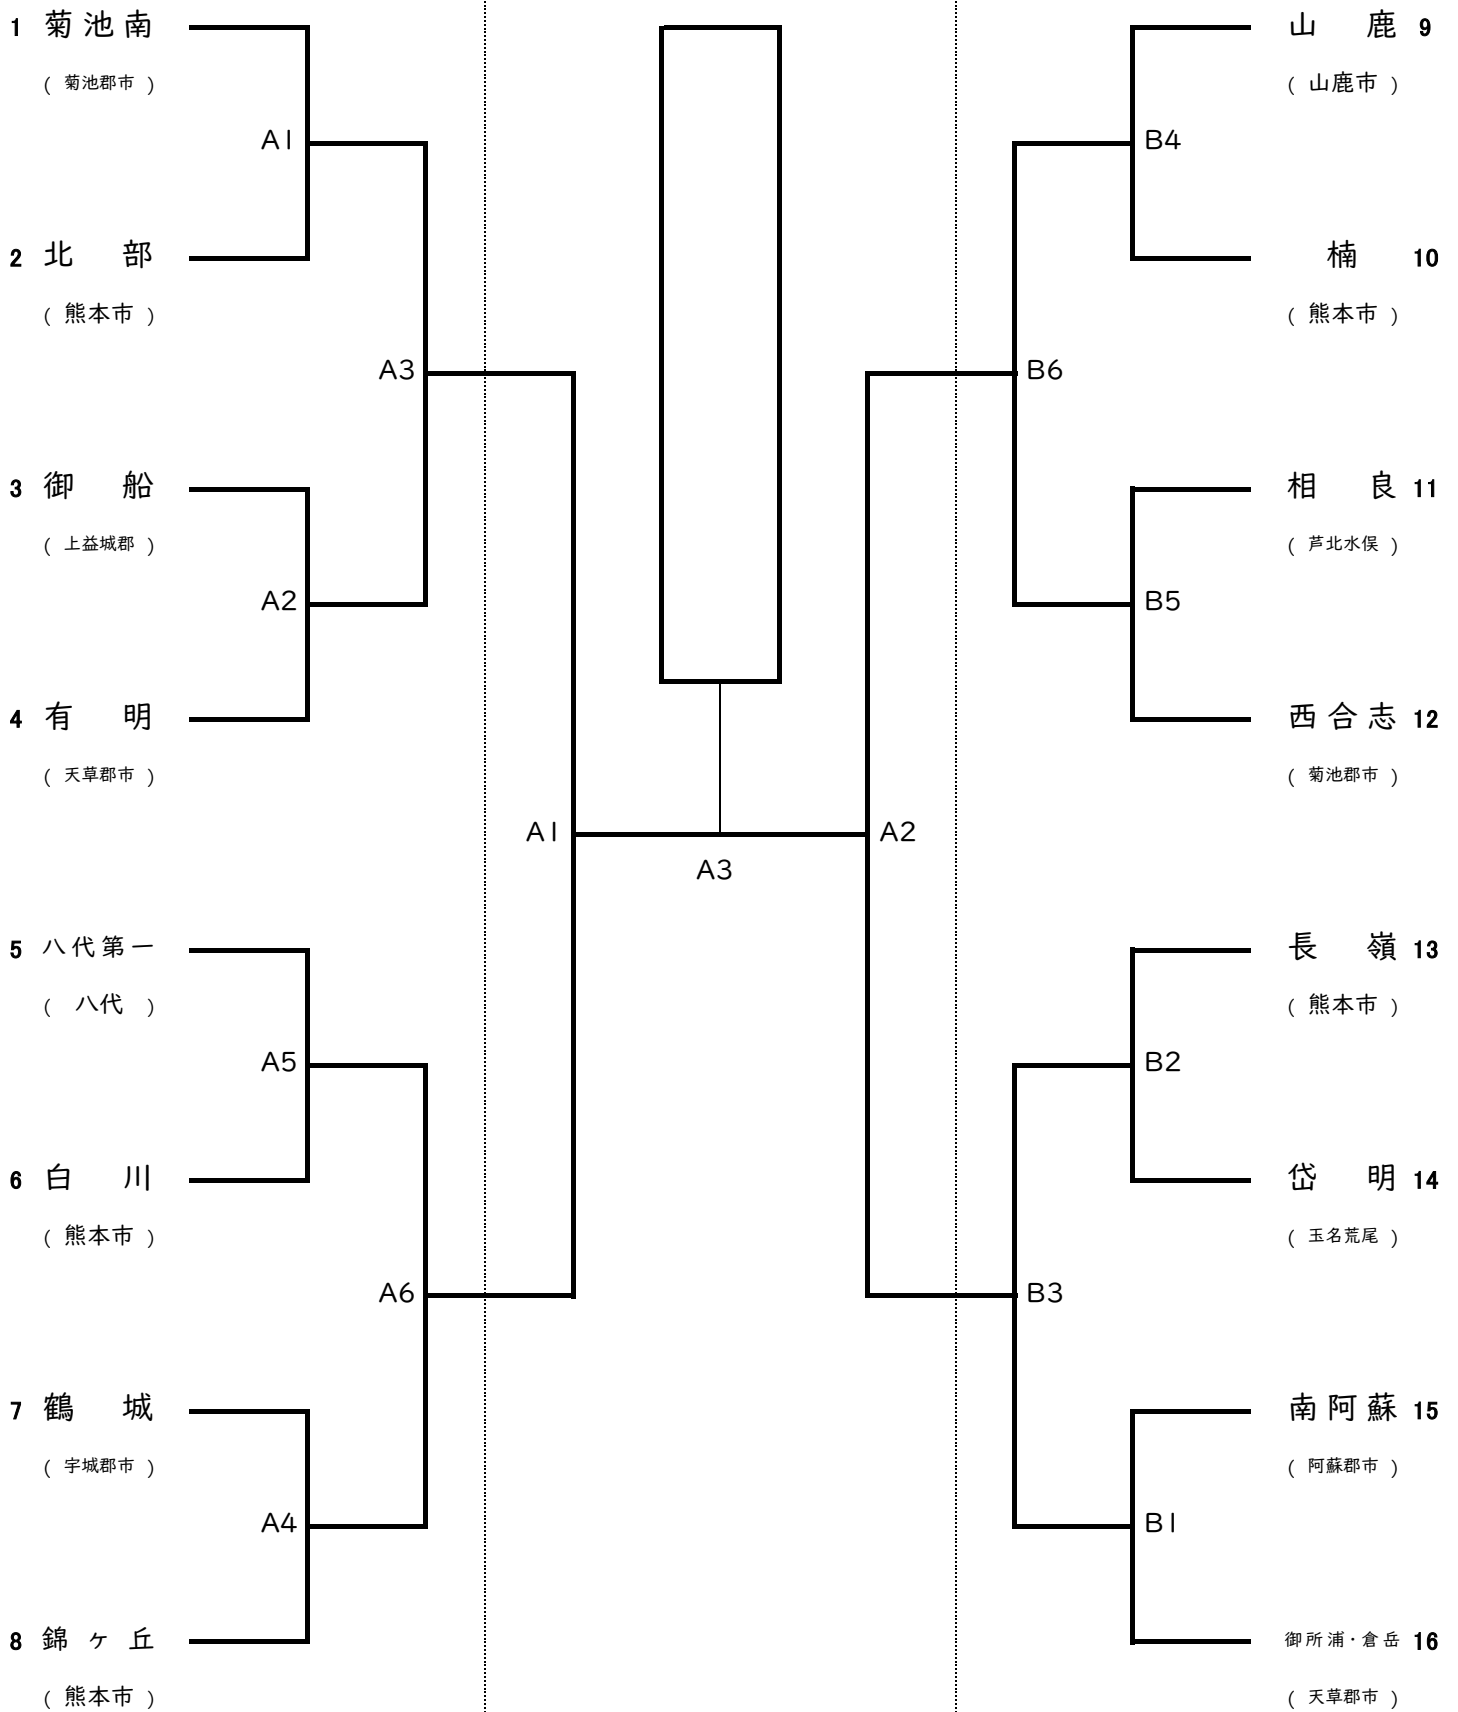 1 菊池南 山鹿 9
( 菊池郡市 ) ( 山鹿市 )
A1 B4
2 北部 楠 10
( 熊本市 ) ( 熊本市 )
A3 B6
3 御船 相良 11
( 上益城郡 ) ( 芦北水俣 )
A2 B5
4 有明 西合志 12
( 天草郡市 ) ( 菊池郡市 )
A1 A2
A3
5 八代第一 長嶺 13
( 八代 ) ( 熊本市 )
A5 B2
6 白川 岱明 14
( 熊本市 ) ( 玉名荒尾 )
A6 B3
7 鶴城 南阿蘇 15
( 宇城郡市 ) ( 阿蘇郡市 )
A4 B1
8 錦ヶ丘 御所浦・倉岳 16
( 熊本市 ) ( 天草郡市 )